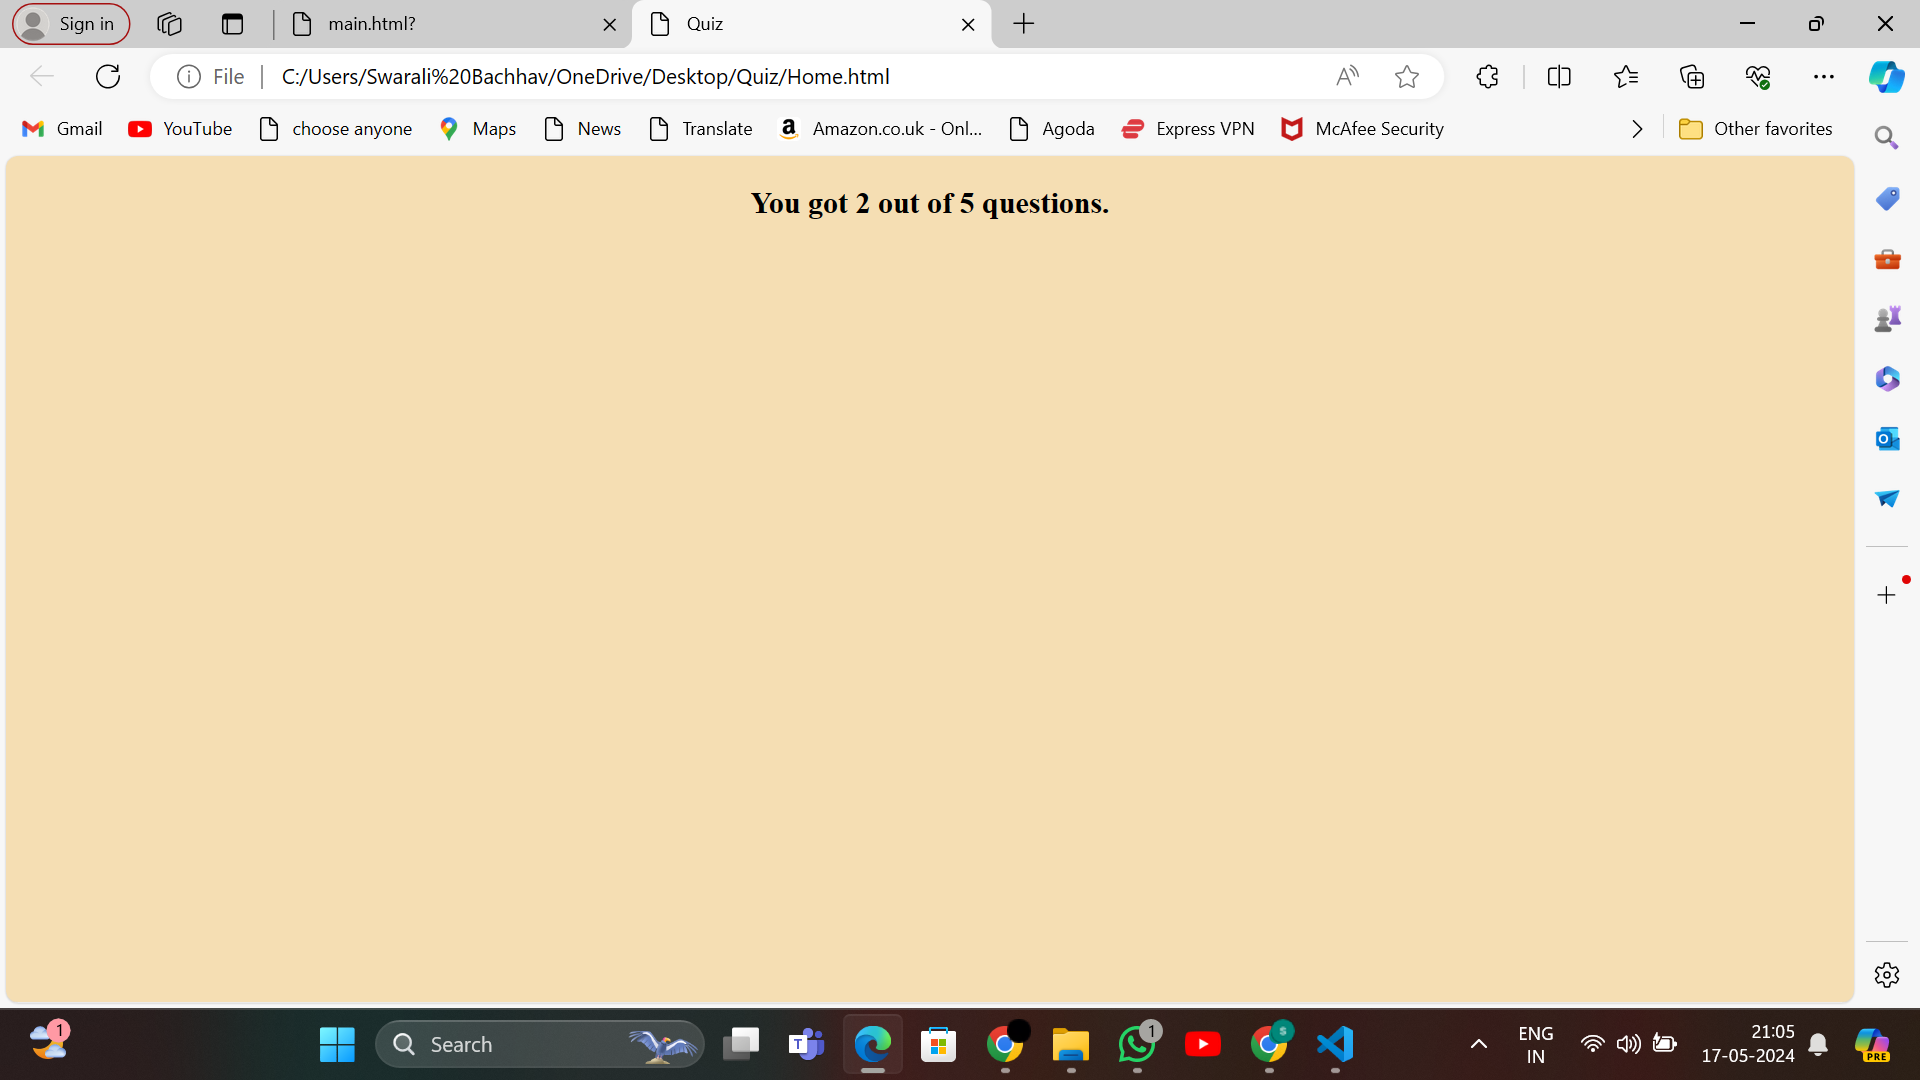 Sign in
main.html?
Quiz
File
C:/Users/Swarali%20Bachhav/OneDrive/Desktop/Quiz/Home.html
Gmail
YouTube
choose anyone
Maps
News
Translate
Amazon.co.uk - Onl...
Agoda
Express VPN
McAfee Security
Other favorites
You got 2 out of 5 questions.
1
Search
1
S
ENG
IN
21:05
17-05-2024
PRE